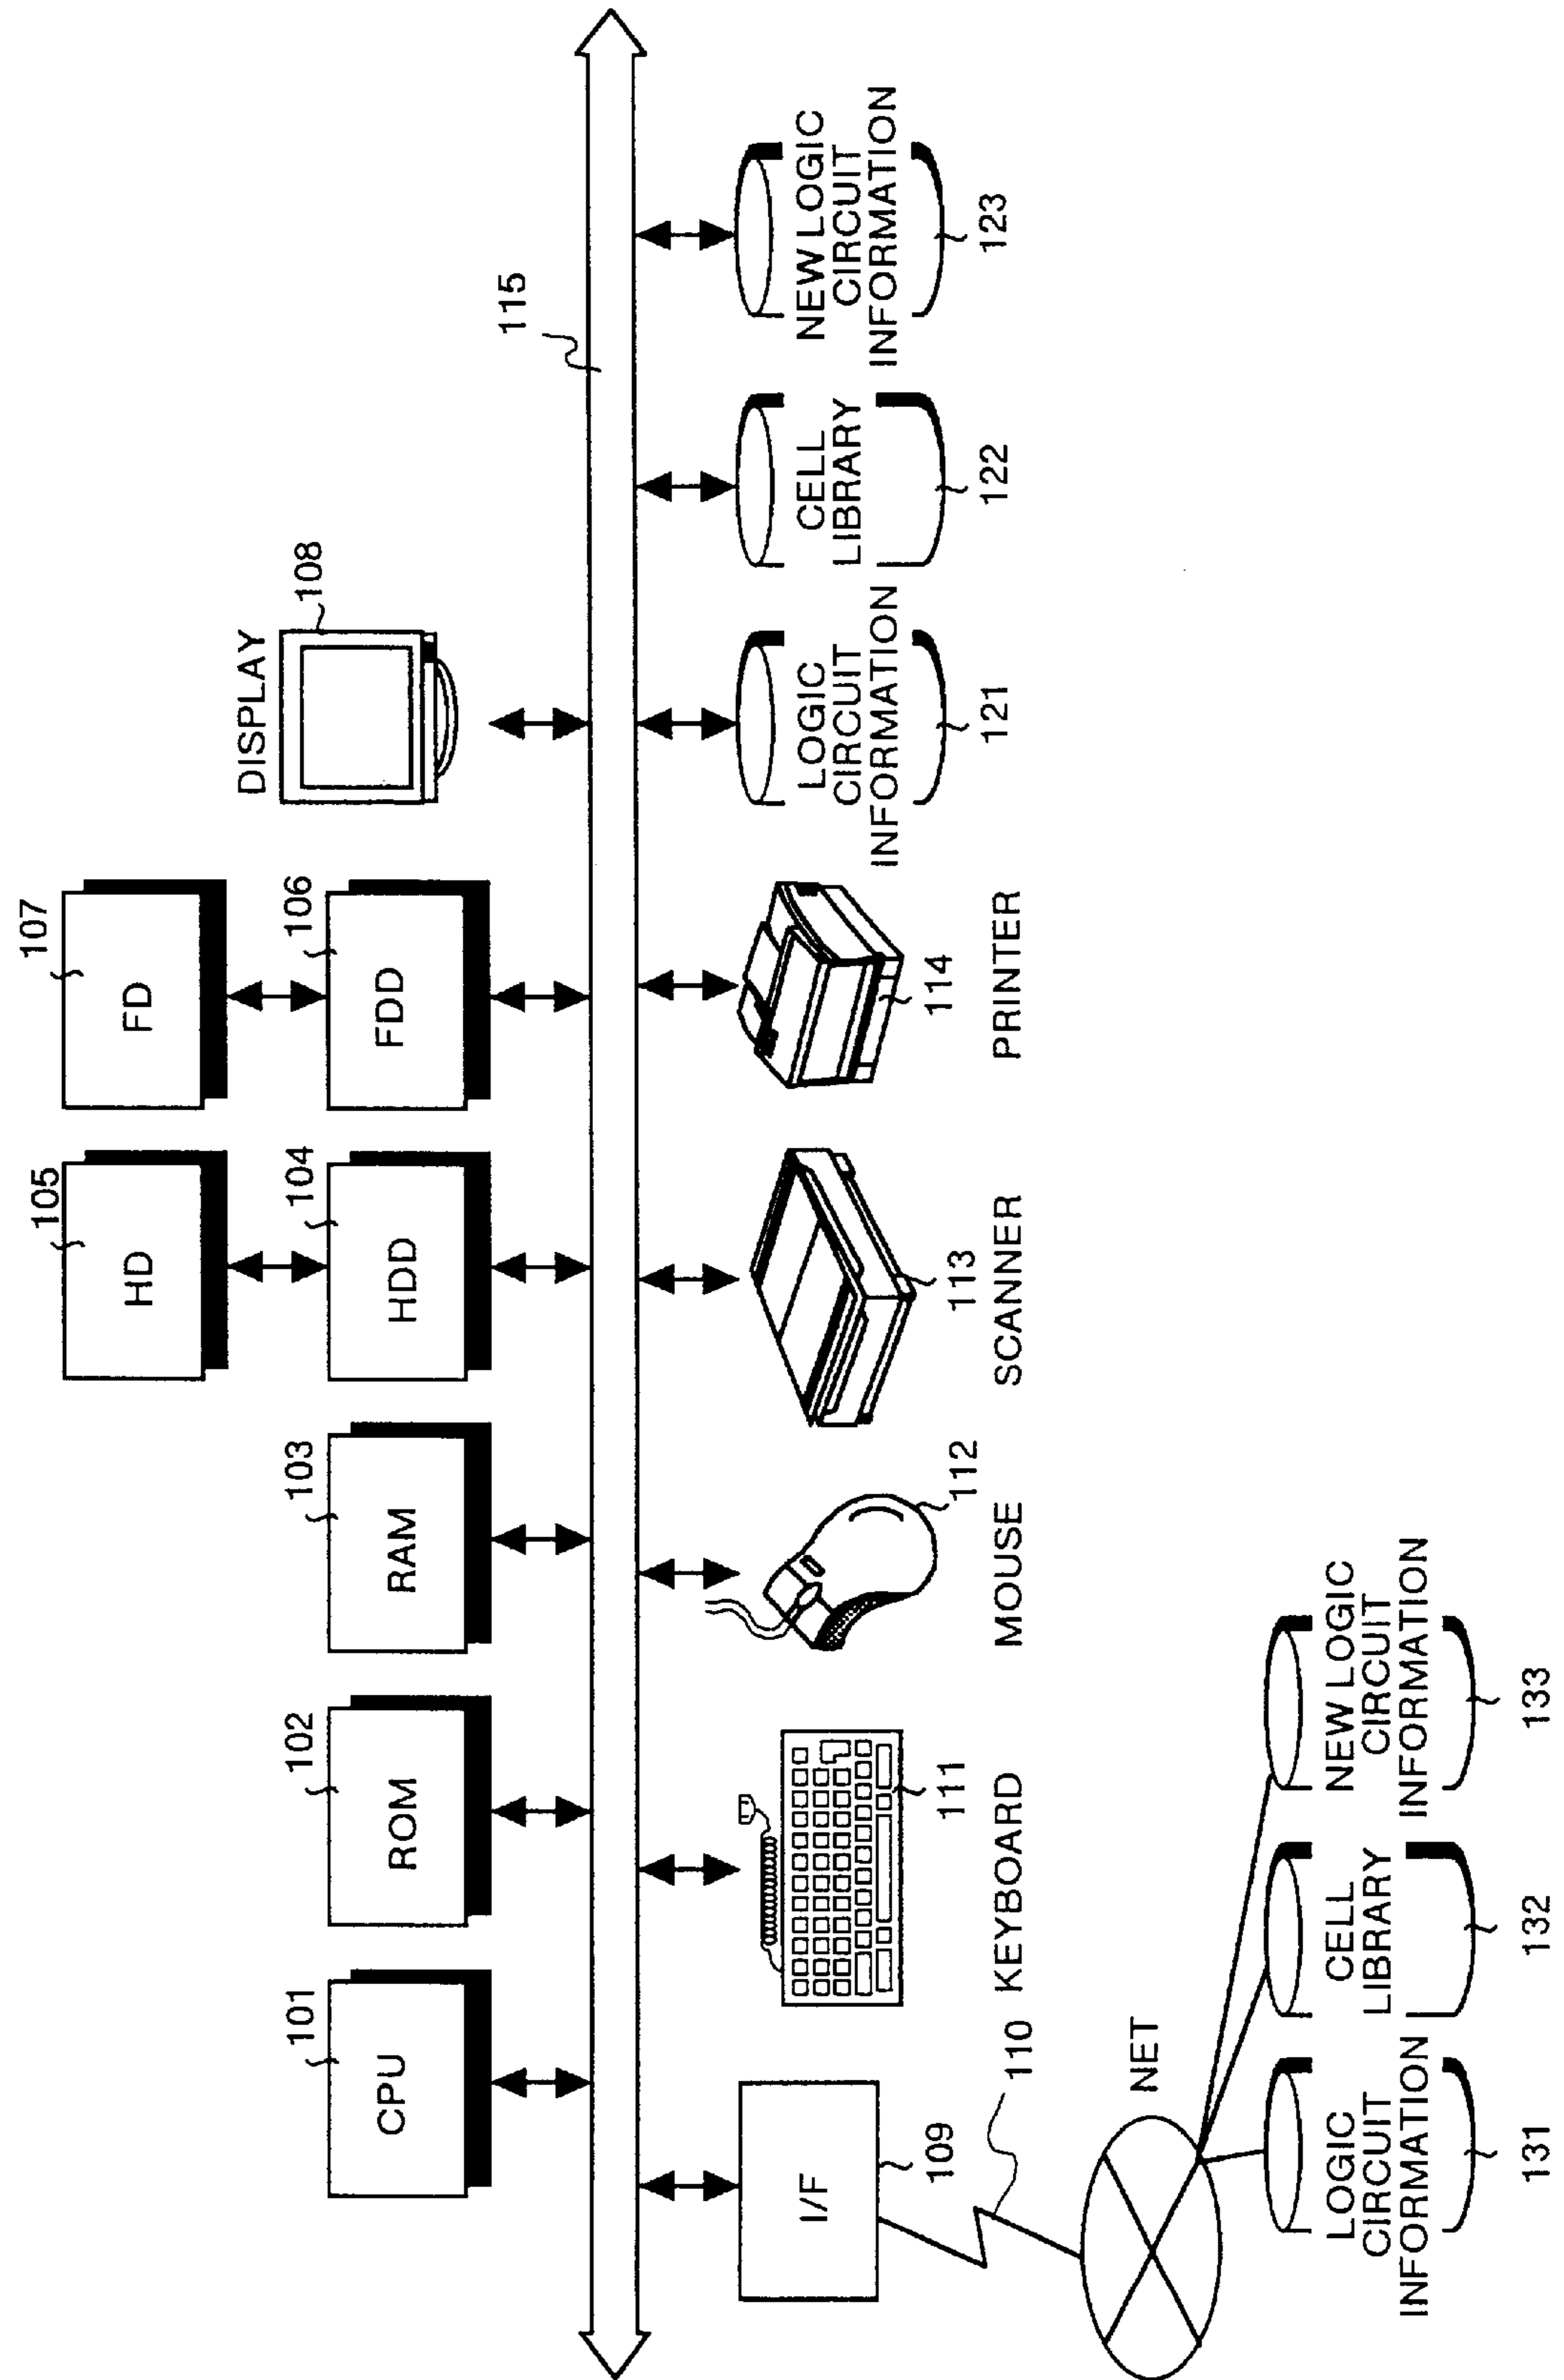 107
FD
105
HD
DISPLAY
108
106
FDD
104
HDD
103
RAM
102
ROM
101
CPU
115
I/F
109
111
KEYBOARD
112
MOUSE
113
SCANNER
114
PRINTER
LOGIC
CIRCUIT
INFORMATION
121
CELL
LIBRARY
122
NEW LOGIC
CIRCUIT
INFORMATION
123
110
NET
LOGIC
CIRCUIT
INFORMATION
131
CELL
LIBRARY
132
NEW LOGIC
CIRCUIT
INFORMATION
133